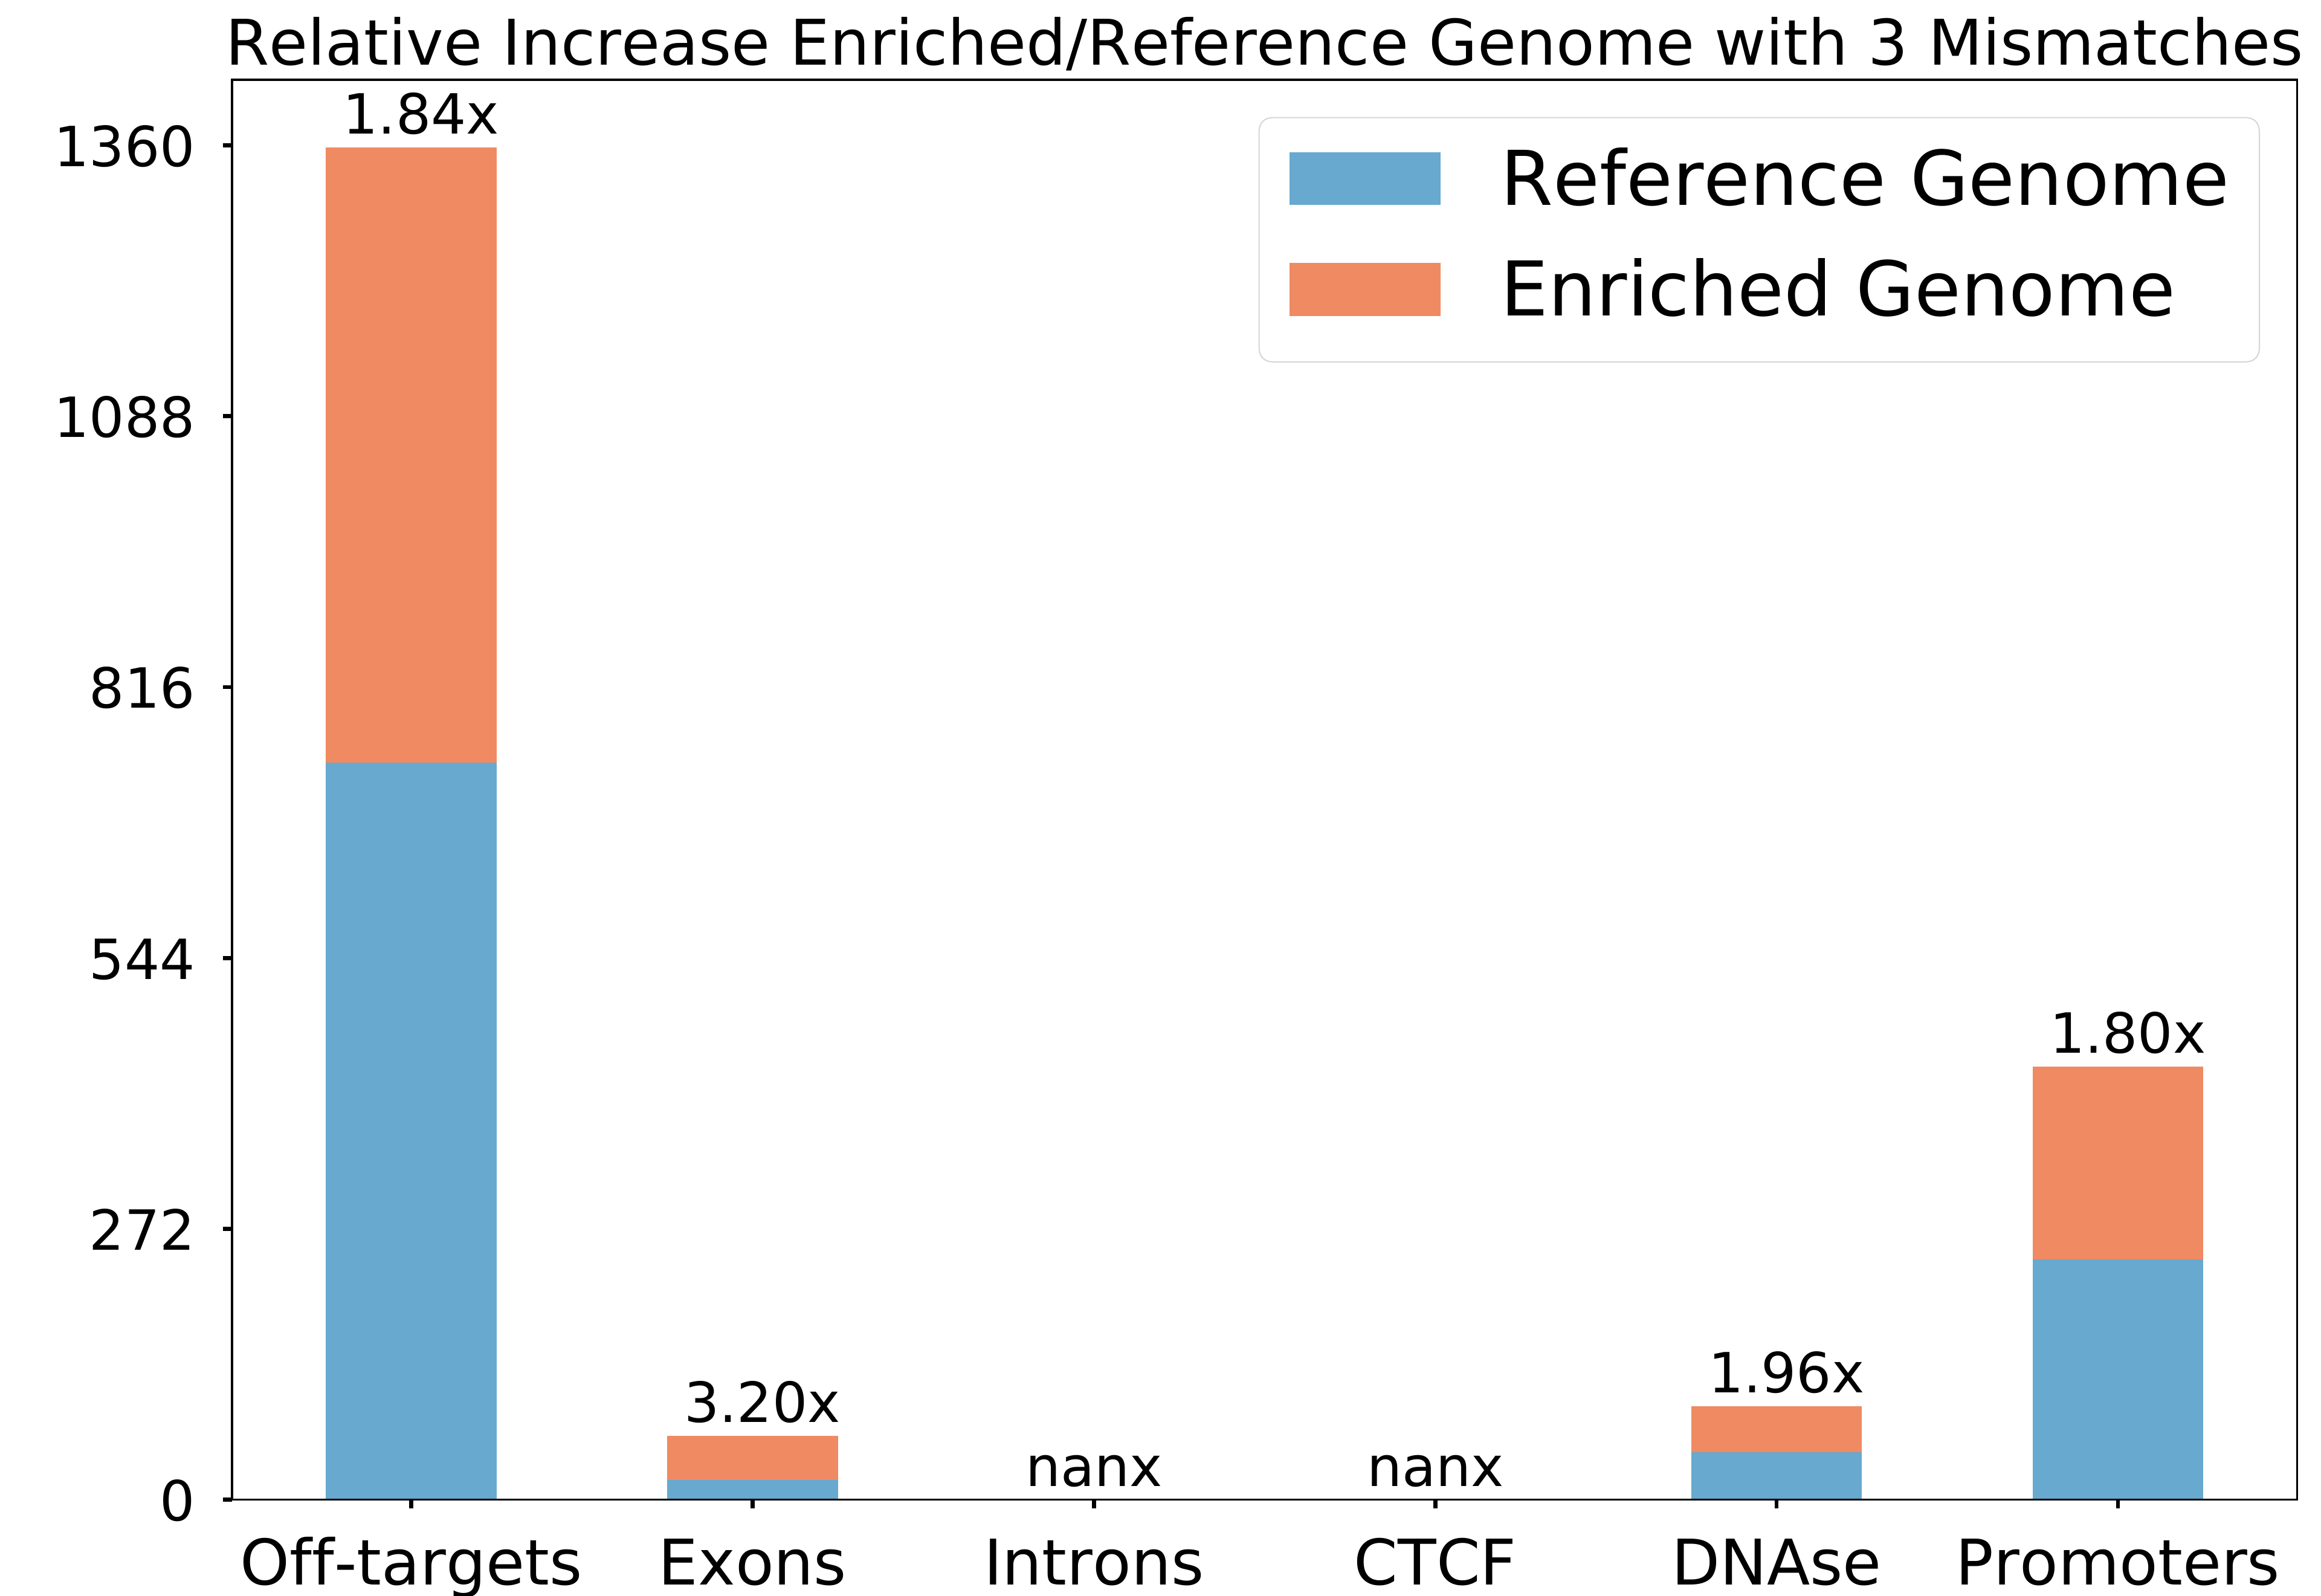 Relative Increase Enriched/Reference Genome with 3 Mismatches
1.84x
1360
Reference Genome
Enriched Genome
1088
816
544
1.80x
272
1.96x
3.20x
nanx
nanx
0
Off-targets Exons Introns CTCF DNAse Promoters